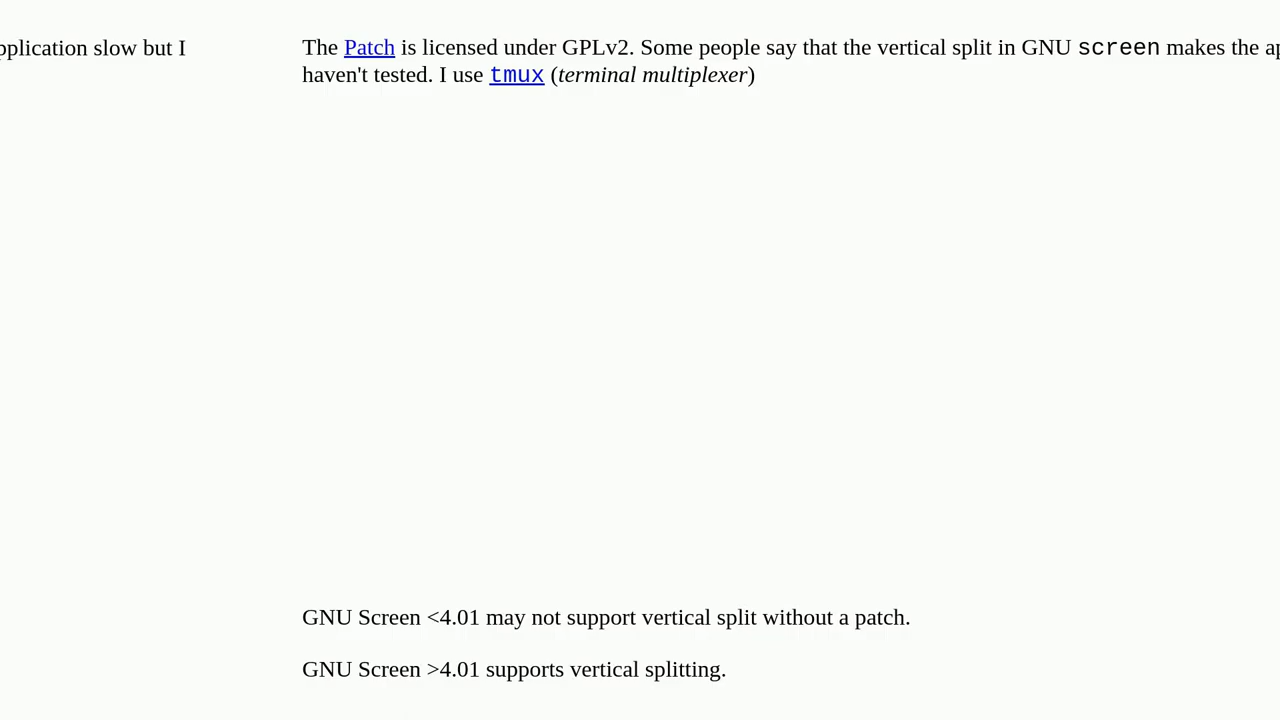 pplication slow but I
The Patch is licensed under GPLv2. Some people say that the vertical split in GNU screen makes the ap
haven't tested. I use tmux (terminal multiplexer)
GNU Screen <4.01 may not support vertical split without a patch.
GNU Screen >4.01 supports vertical splitting.